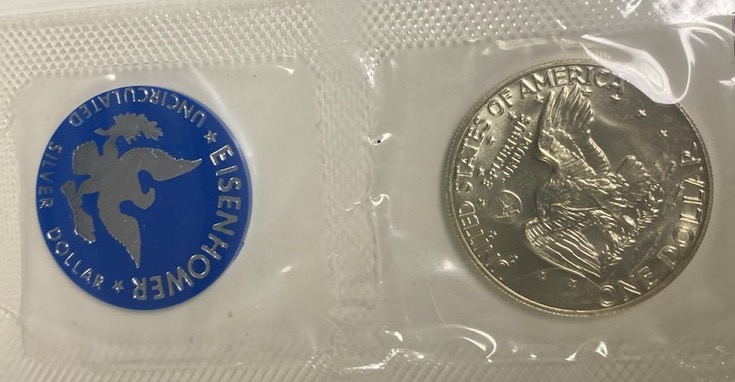 EISENHOWER
UNCIRCULATED
SILVER DOLLAR
UNITED STATES OF AMERICA
E PLURIBUS
UNUM
ONE DOLLAR